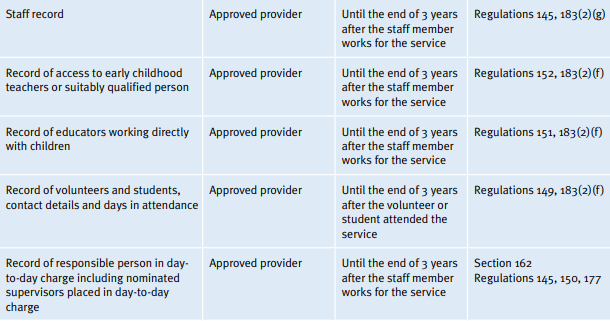 Staff record
Approved provider
Until the end of 3 years
after the staff member
works for the service
Regulations 145, 183(2)(g)
Record of access to early childhood
teachers or suitably qualified person
Approved provider
Until the end of 3 years
after the staff member
works for the service
Regulations 152, 183(2)(f)
Record of educators working directly
with children
Approved provider
Until the end of 3 years
after the staff member
works for the service
Regulations 151, 183(2)(f)
Record of volunteers and students,
contact details and days in attendance
Approved provider
Until the end of 3 years
after the volunteer or
student attended the
service
Regulations 149, 183(2)(f)
Record of responsible person in day-
to-day charge including nominated
supervisors placed in day-to-day
charge
Approved provider
Until the end of 3 years
after the staff member
works for the service
Section 162
Regulations 145, 150, 177